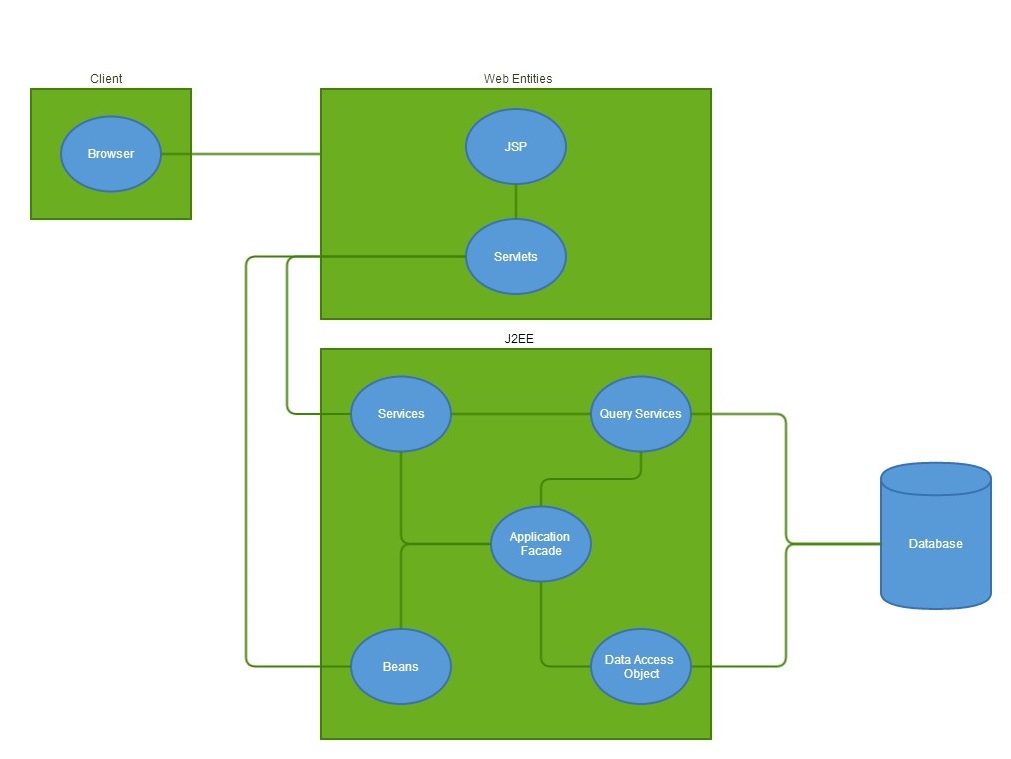 Client
Web Entities
Browser
JSP
Servlets
J2EE
Services
Query Services
Application
Facade
Database
Beans
Data Access
Object